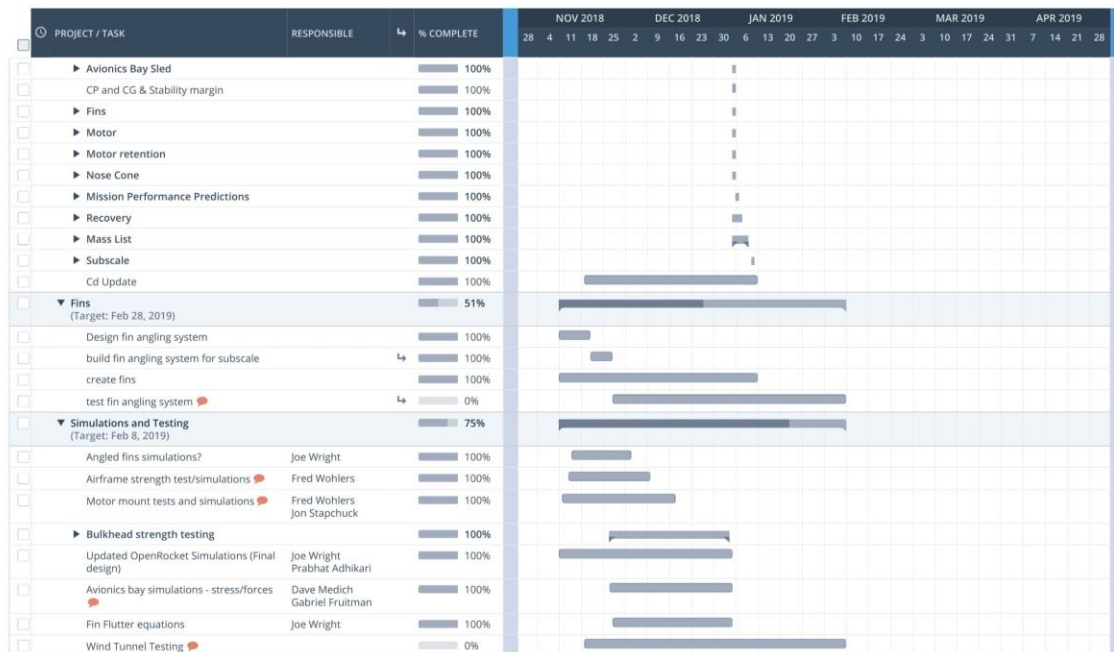 NOV 2018 DEC 2018 JAN 2019 FEB 2019 MAR 2019 APR 2019
PROJECT / TASK RESPONSIBLE % COMPLETE
28 4 11 18 25 2 9 16 23 30 6 13 20 27 3 10 17 24 3 10 17 24 31 7 14 21 28
Avionics Bay Sled 100%
CP and CG & Stability margin 100%
Fins 100%
Motor 100%
Motor retention 100%
Nose Cone 100%
Mission Performance Predictions 100%
Recovery 100%
Mass List 100%
Subscale 100%
Cd Update 100%
Fins 51%
(Target: Feb 28, 2019)
Design fin angling system 100%
build fin angling system for subscale 100%
create fins 100%
test fin angling system 0%
Simulations and Testing 75%
(Target: Feb 8, 2019)
Angled fins simulations? Joe Wright 100%
Airframe strength test/simulations Fred Wohlers 100%
Motor mount tests and simulations Fred Wohlers 100%
Jon Stapchuck
Bulkhead strength testing 100%
Updated OpenRocket Simulations (Final Joe Wright 100%
design) Prabhat Adhikari
Avionics bay simulations - stress/forces Dave Medich 100%
Gabriel Fruitman
Fin Flutter equations Joe Wright 100%
Wind Tunnel Testing 0%